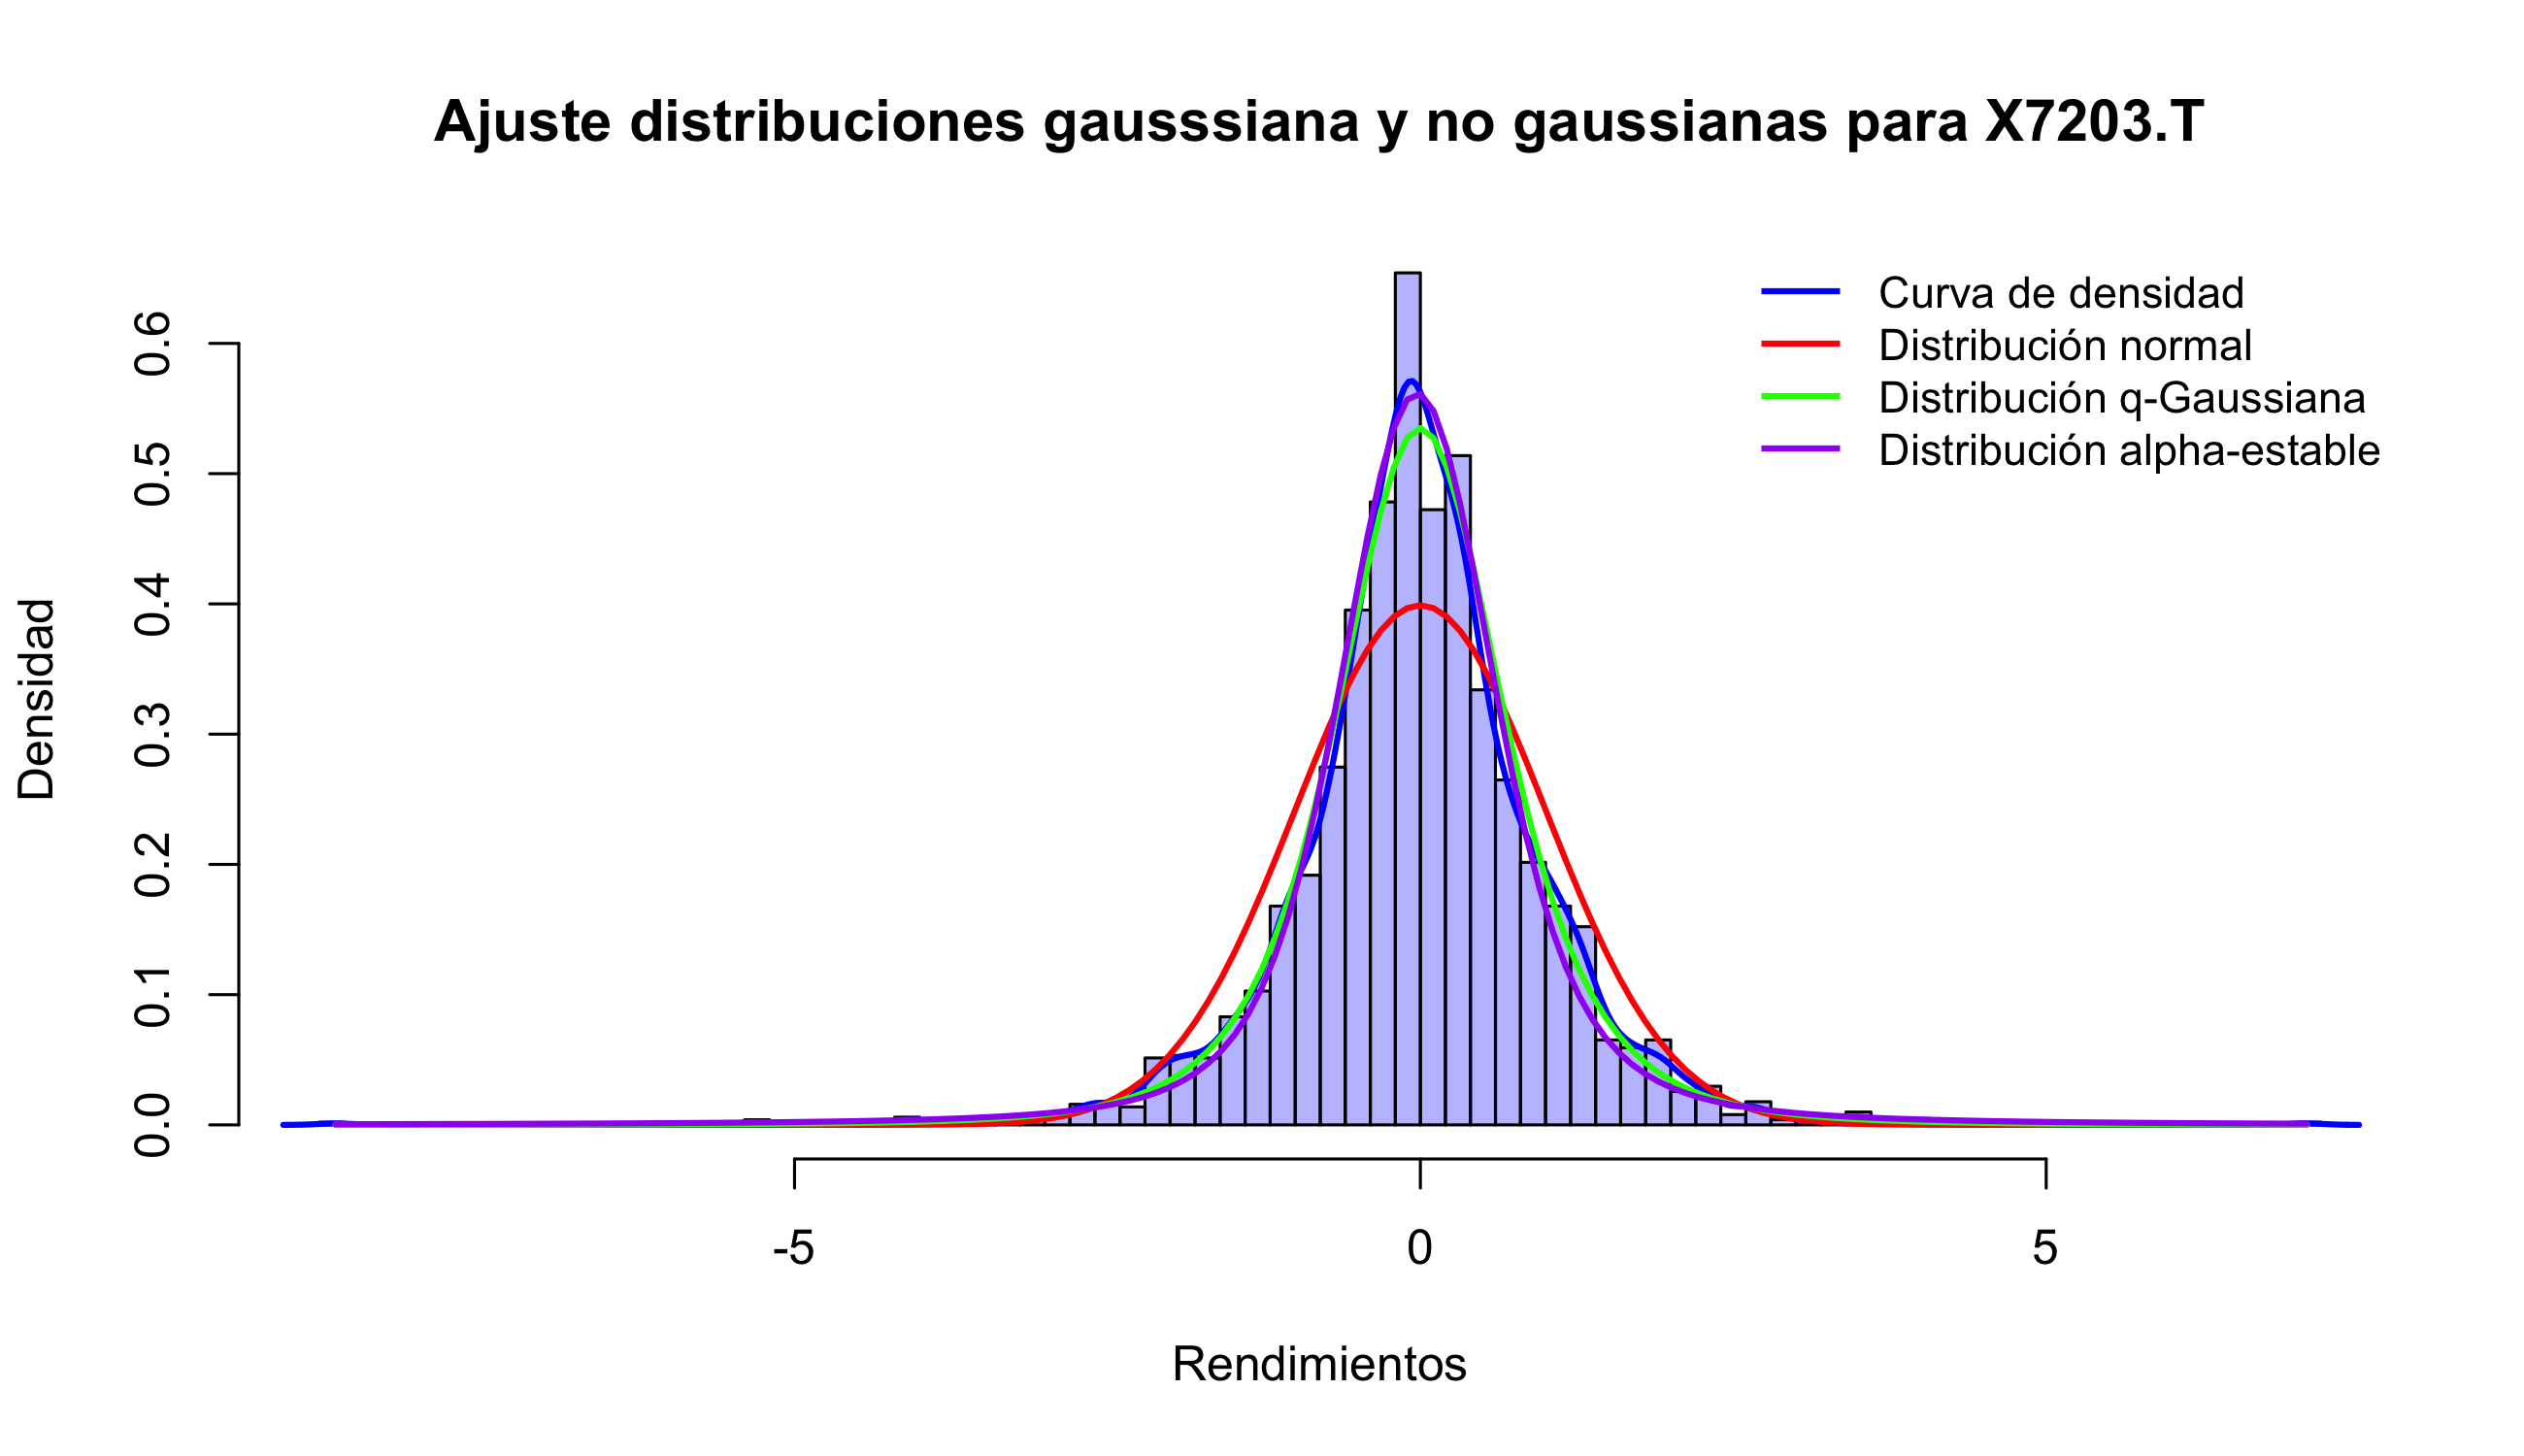 Ajuste distribuciones gausssiana y no gaussianas para X7203.T
Curva de densidad
Distribución normal
Distribución q-Gaussiana
Distribución alpha-estable
Densidad
0.6
0.5
0.4
0.3
0.2
0.1
0.0
-5 0 5
Rendimientos